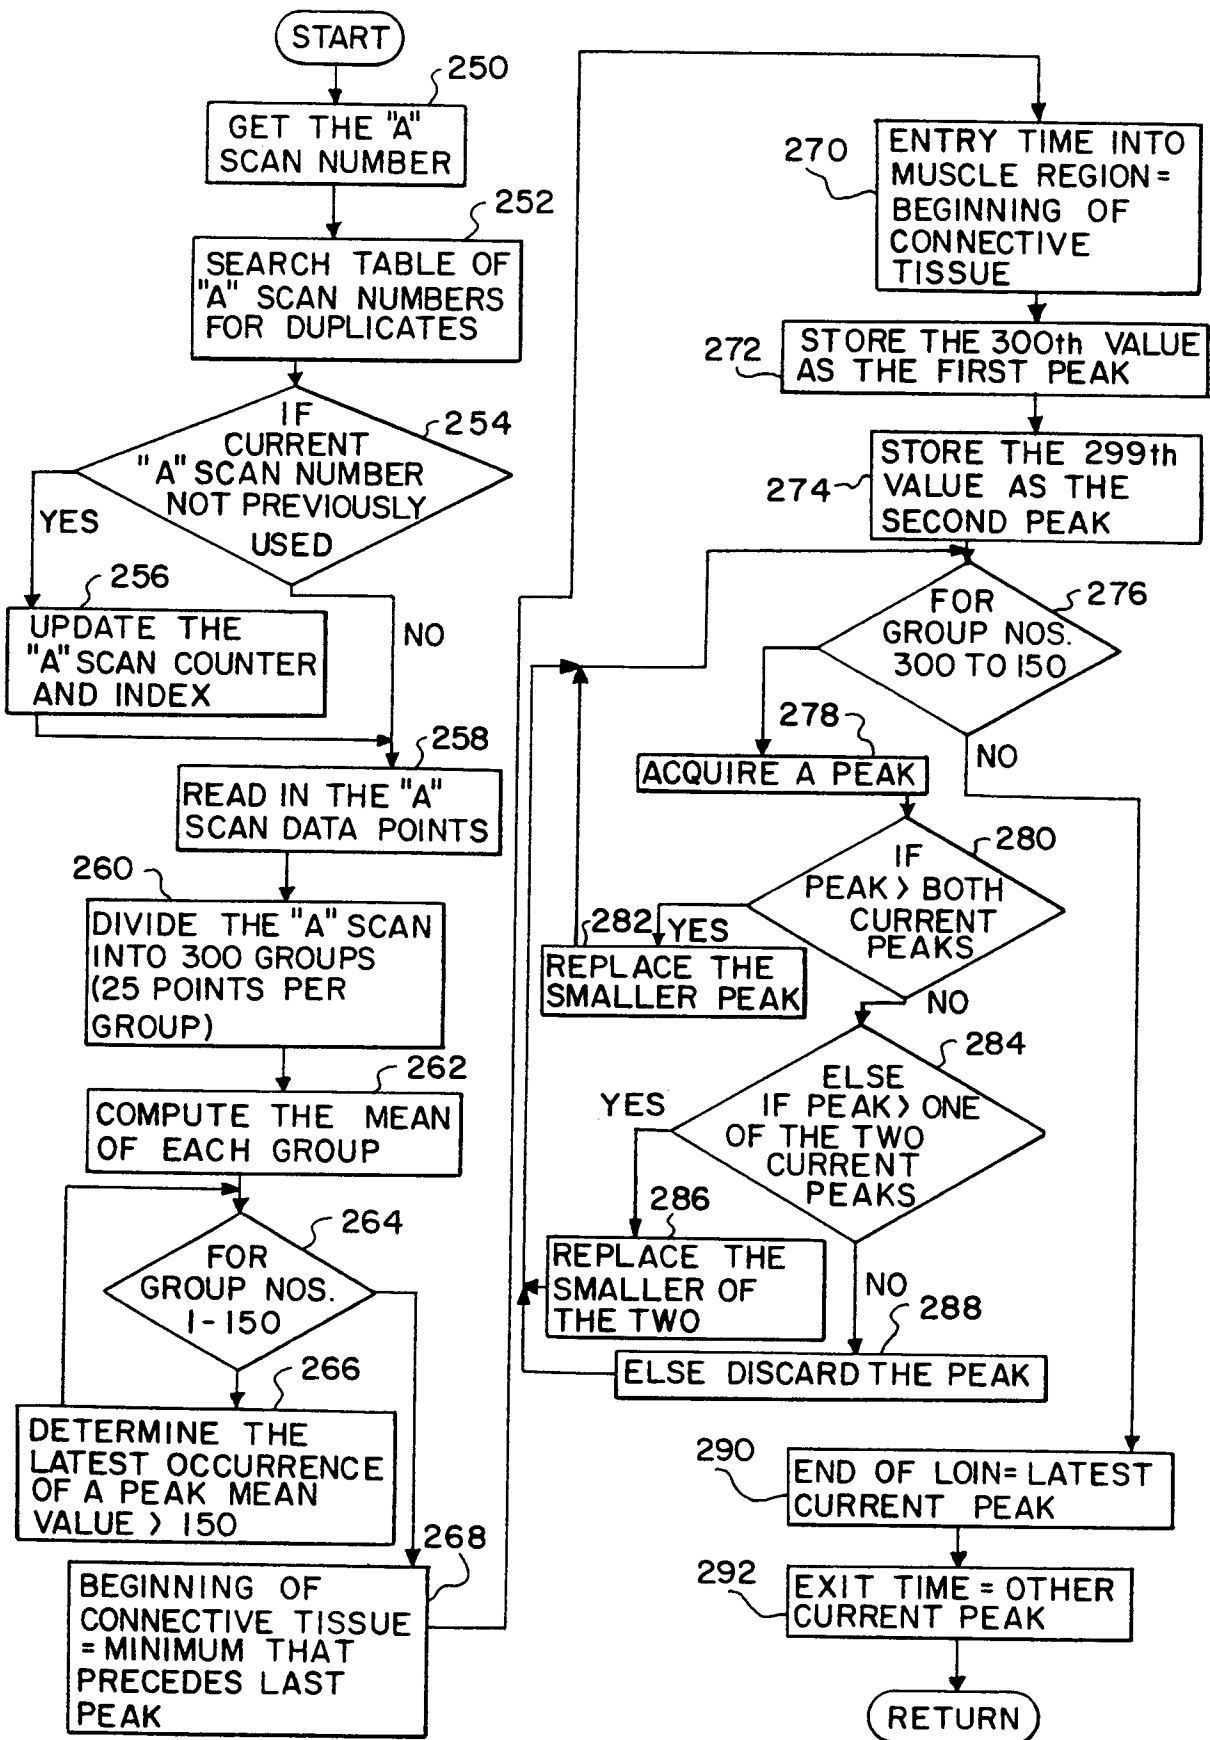 START
250
GET THE "A"
SCAN NUMBER
252
SEARCH TABLE OF
"A" SCAN NUMBERS
FOR DUPLICATES
254
IF
CURRENT
"A" SCAN NUMBER
NOT PREVIOUSLY
USED
YES
NO
256
UPDATE THE
"A" SCAN COUNTER
AND INDEX
258
READ IN THE "A"
SCAN DATA POINTS
260
DIVIDE THE "A" SCAN
INTO 300 GROUPS
(25 POINTS PER
GROUP)
262
COMPUTE THE MEAN
OF EACH GROUP
264
FOR
GROUP NOS.
1-150
266
DETERMINE THE
LATEST OCCURRENCE
OF A PEAK MEAN
VALUE > 150
268
BEGINNING OF
CONNECTIVE TISSUE
= MINIMUM THAT
PRECEDES LAST
PEAK
270
ENTRY TIME INTO
MUSCLE REGION =
BEGINNING OF
CONNECTIVE
TISSUE
272
STORE THE 300th VALUE
AS THE FIRST PEAK
274
STORE THE 299th
VALUE AS THE
SECOND PEAK
276
FOR
GROUP NOS.
300 TO 150
NO
278
ACQUIRE A PEAK
280
IF
PEAK > BOTH
CURRENT
PEAKS
282
YES
REPLACE THE
SMALLER PEAK
NO
284
ELSE
IF PEAK > ONE
OF THE TWO
CURRENT
PEAKS
YES
286
REPLACE THE
SMALLER OF
THE TWO
NO
288
ELSE DISCARD THE PEAK
290
END OF LOIN = LATEST
CURRENT PEAK
292
EXIT TIME = OTHER
CURRENT PEAK
RETURN